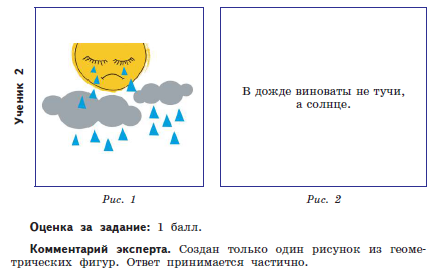 Ученик 2
В дожде виноваты не тучи,
а солнце.
Рис. 1
Рис. 2
Оценка за задание: 1 балл.
Комментарий эксперта. Создан только один рисунок из геоме-
трических фигур. Ответ принимается частично.